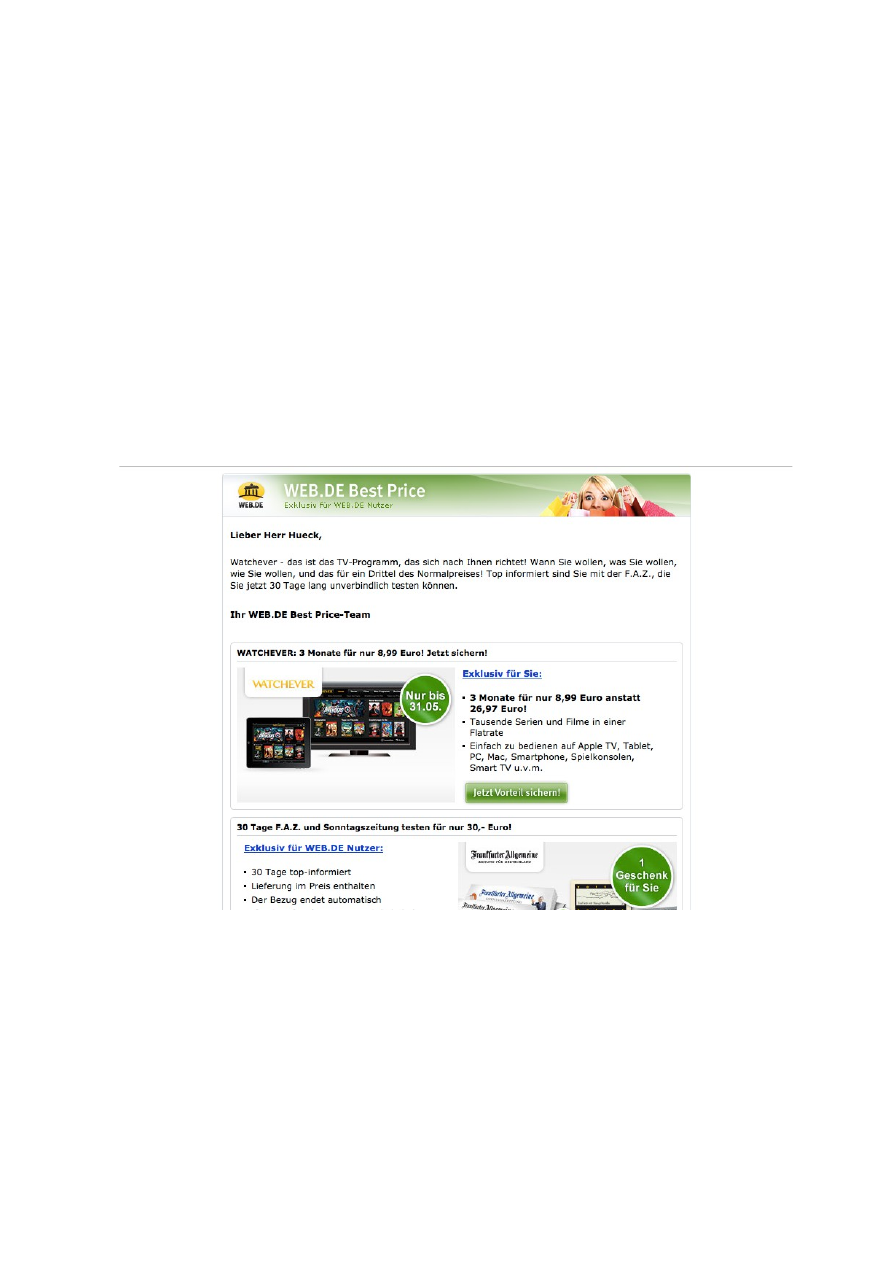 WEB.DE
WEB.DE Best Price
Exklusiv für WEB.DE Nutzer
Lieber Herr Hueck,
Watchever - das ist das TV-Programm, das sich nach Ihnen richtet! Wann Sie wollen, was Sie wollen,
wie Sie wollen, und das für ein Drittel des Normalpreises! Top informiert sind Sie mit der F.A.Z., die
Sie jetzt 30 Tage lang unverbindlich testen können.
Ihr WEB.DE Best Price-Team
WATCHEVER: 3 Monate für nur 8,99 Euro! Jetzt sichern!
WATCHEVER
Nur bis
31.05.
Exklusiv für Sie:
▪ 3 Monate für nur 8,99 Euro anstatt
26,97 Euro!
▪ Tausende Serien und Filme in einer
Flatrate
▪ Einfach zu bedienen auf Apple TV, Tablet,
PC, Mac, Smartphone, Spielkonsolen,
Smart TV u.v.m.
Jetzt Vorteil sichern!
30 Tage F.A.Z. und Sonntagszeitung testen für nur 30,- Euro!
Exklusiv für WEB.DE Nutzer:
▪ 30 Tage top-informiert
▪ Lieferung im Preis enthalten
▪ Der Bezug endet automatisch
Frankfurter Allgemeine
ZEITUNG FÜR DEUTSCHLAND
1
Geschenk
für Sie
Frankfurter Allgemeine
Frankfurter Allgemeine